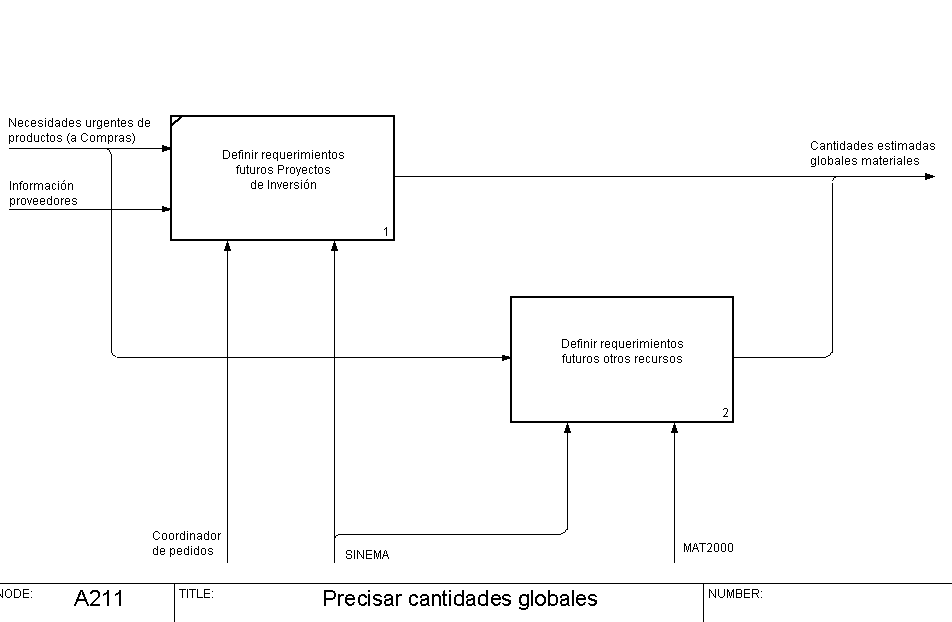 Necesidades urgentes de
productos (a Compras)
Información
proveedores
Definir requerimientos
futuros Proyectos
de Inversión
1
Cantidades estimadas
globales materiales
Definir requerimientos
futuros otros recursos
2
Coordinador
de pedidos
SINEMA
MAT2000
NODE:
A211
TITLE:
Precisar cantidades globales
NUMBER: